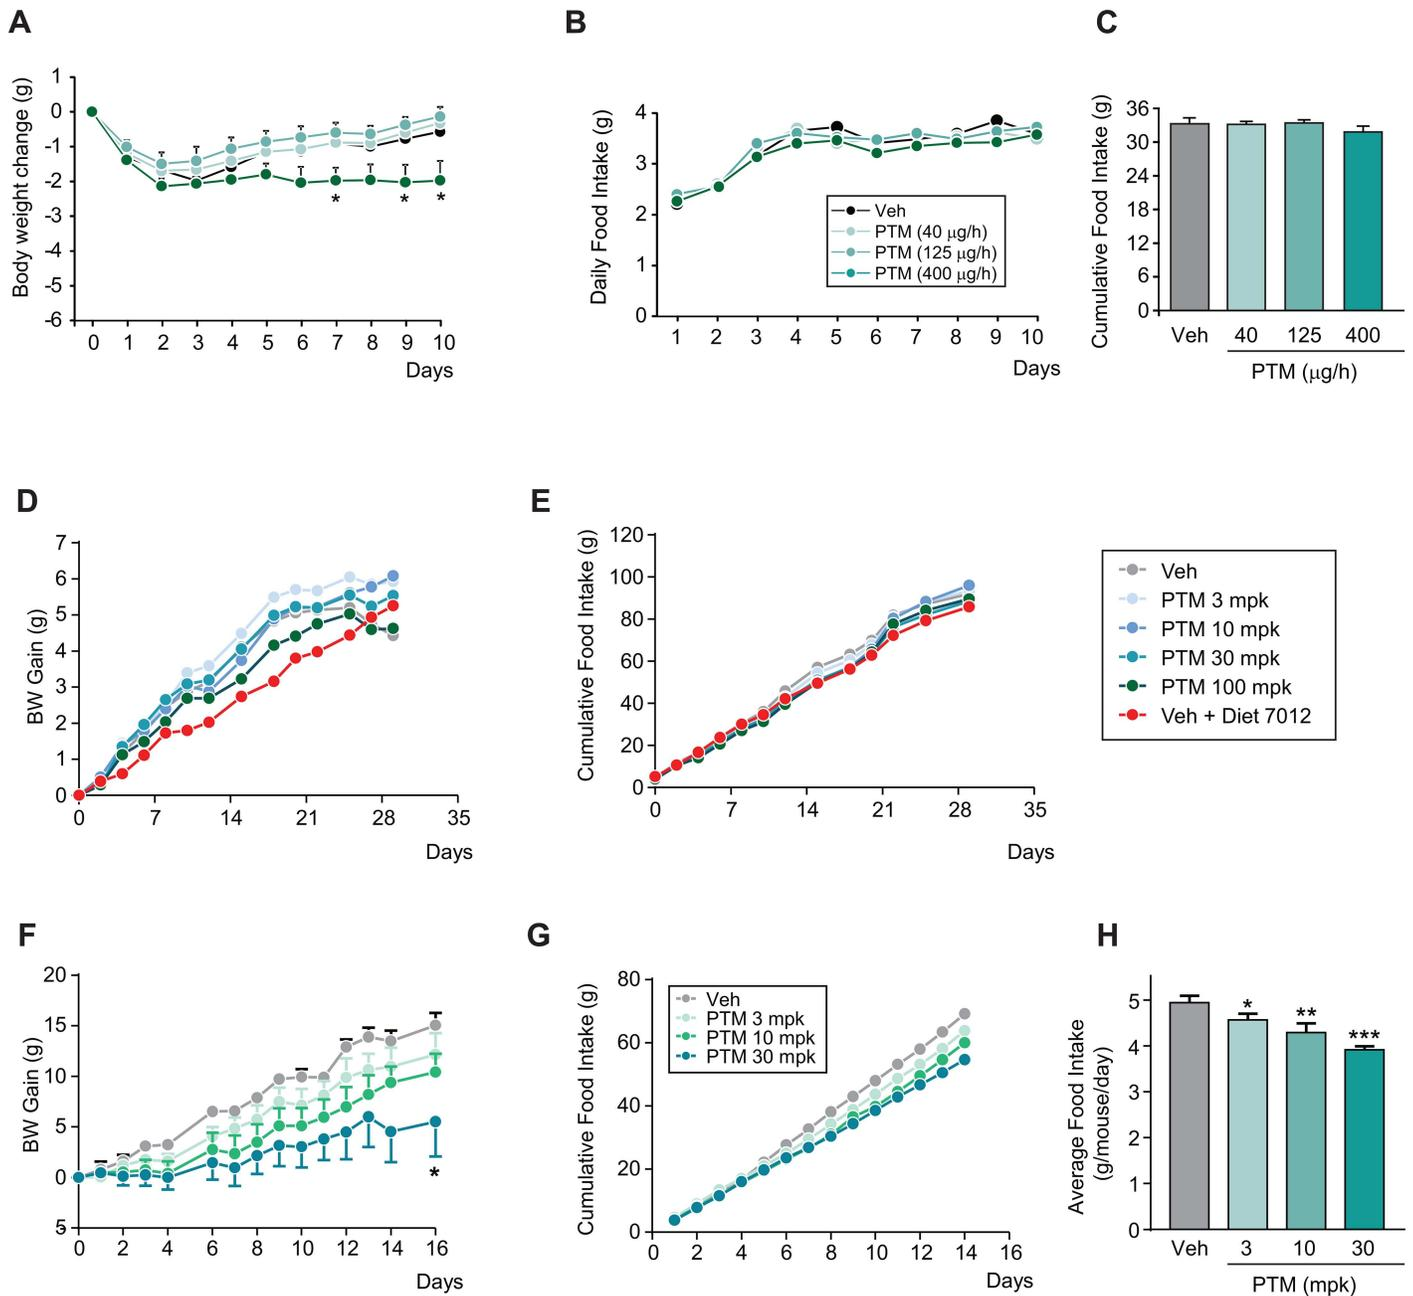 A
B
C
Body weight change (g)
1
0
-1
-2
-3
-4
-5
-6
* * *
0 1 2 3 4 5 6 7 8 9 10
Days
Daily Food Intake (g)
4
3
2
1
0
Veh
PTM (40 µg/h)
PTM (125 µg/h)
PTM (400 µg/h)
1 2 3 4 5 6 7 8 9 10
Days
Cumulative Food Intake (g)
36
30
24
18
12
6
0
Veh 40 125 400
PTM (µg/h)
D
E
BW Gain (g)
7
6
5
4
3
2
1
0
0 7 14 21 28 35
Days
Cumulative Food Intake (g)
120
100
80
60
40
20
0
0 7 14 21 28 35
Days
Veh
PTM 3 mpk
PTM 10 mpk
PTM 30 mpk
PTM 100 mpk
Veh + Diet 7012
F
G
H
BW Gain (g)
20
15
10
5
0
5
*
0 2 4 6 8 10 12 14 16
Days
Cumulative Food Intake (g)
80
60
40
20
0
Veh
PTM 3 mpk
PTM 10 mpk
PTM 30 mpk
0 2 4 6 8 10 12 14 16
Days
Average Food Intake
(g/mouse/day)
5
4
3
2
1
0
* ** ***
Veh 3 10 30
PTM (mpk)